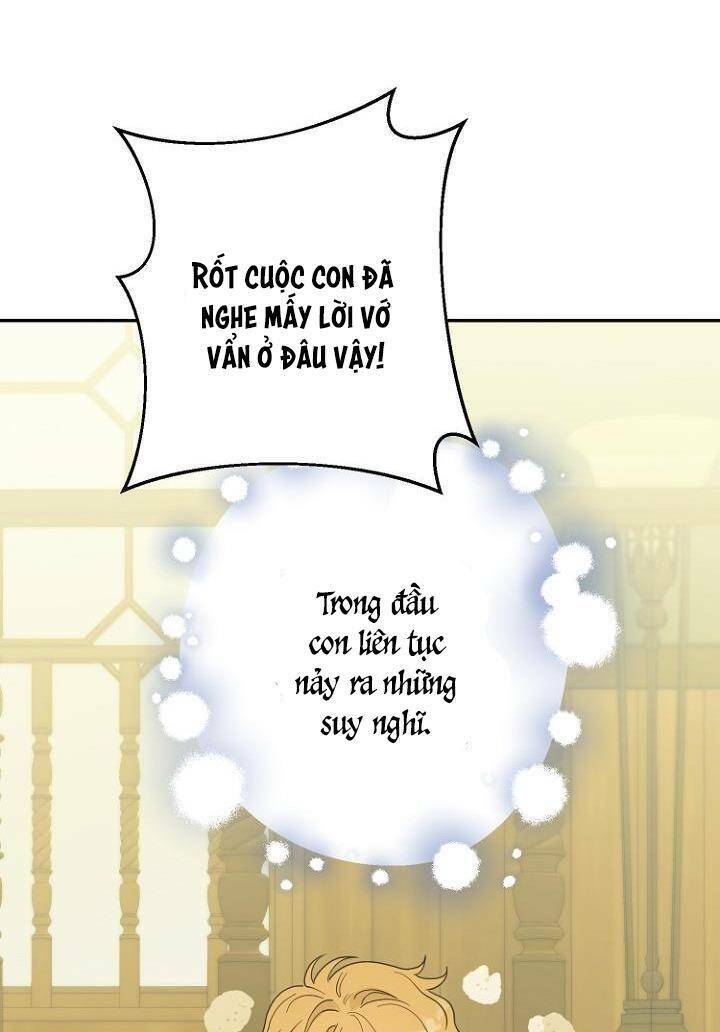 RỐT CUỘC CON ĐÃ
NGHE MẤY LỜI VỚ
VẨN Ở ĐÂU VẬY!
Trong đầu
con liên tục
nảy ra những
suy nghĩ.